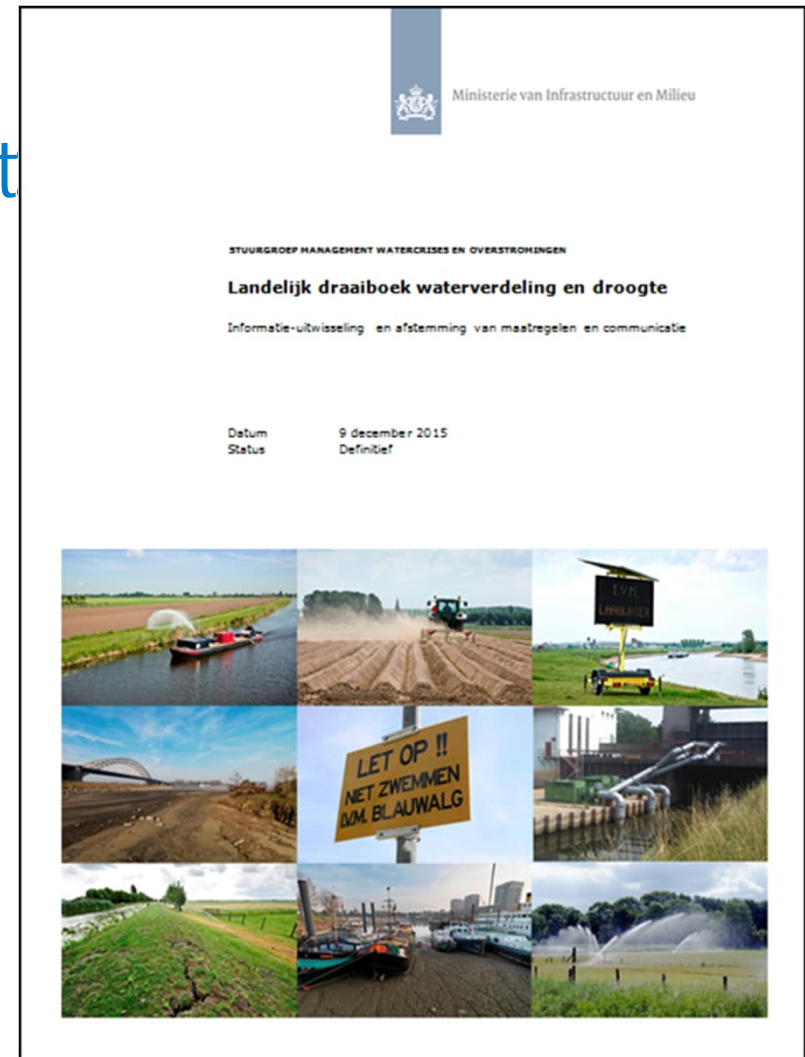 t
Ministerie van Infrastructuur en Milieu
STUURGROEP MANAGEMENT WATERCRISES EN OVERSTROMINGEN
Landelijk draaiboek waterverdeling en droogte
Informatie-uitwisseling en afstemming van maatregelen en communicatie
Datum 9 december 2015
Status Definitief
I.V.M.
LAAGWATER
LET OP !!
NIET ZWEMMEN
I.V.M. BLAUWALG